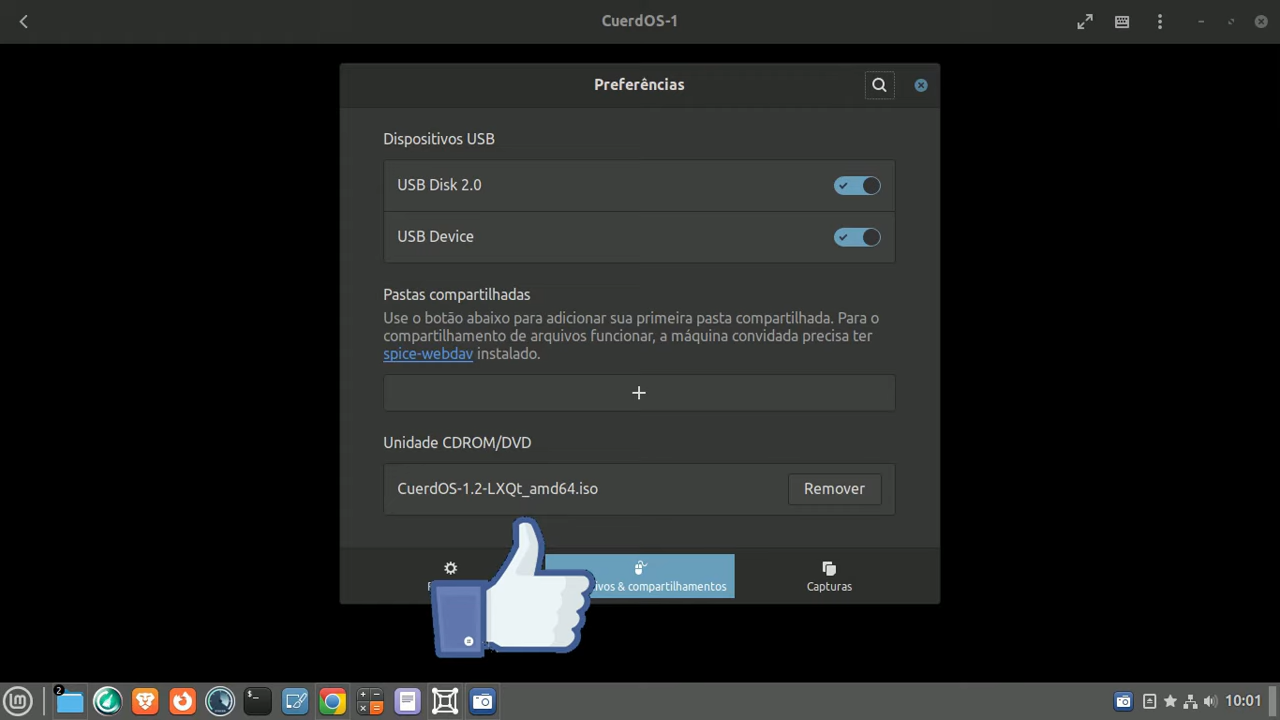 CuerdOS-1
Preferências
Dispositivos USB
USB Disk 2.0
USB Device
Pastas compartilhadas
Use o botão abaixo para adicionar sua primeira pasta compartilhada. Para o
compartilhamento de arquivos funcionar, a máquina convidada precisa ter
spice-webdav instalado.
+
Unidade CDROM/DVD
CuerdOS-1.2-LXQt_amd64.iso
Remover
& compartilhamentos
Capturas
2
10:01